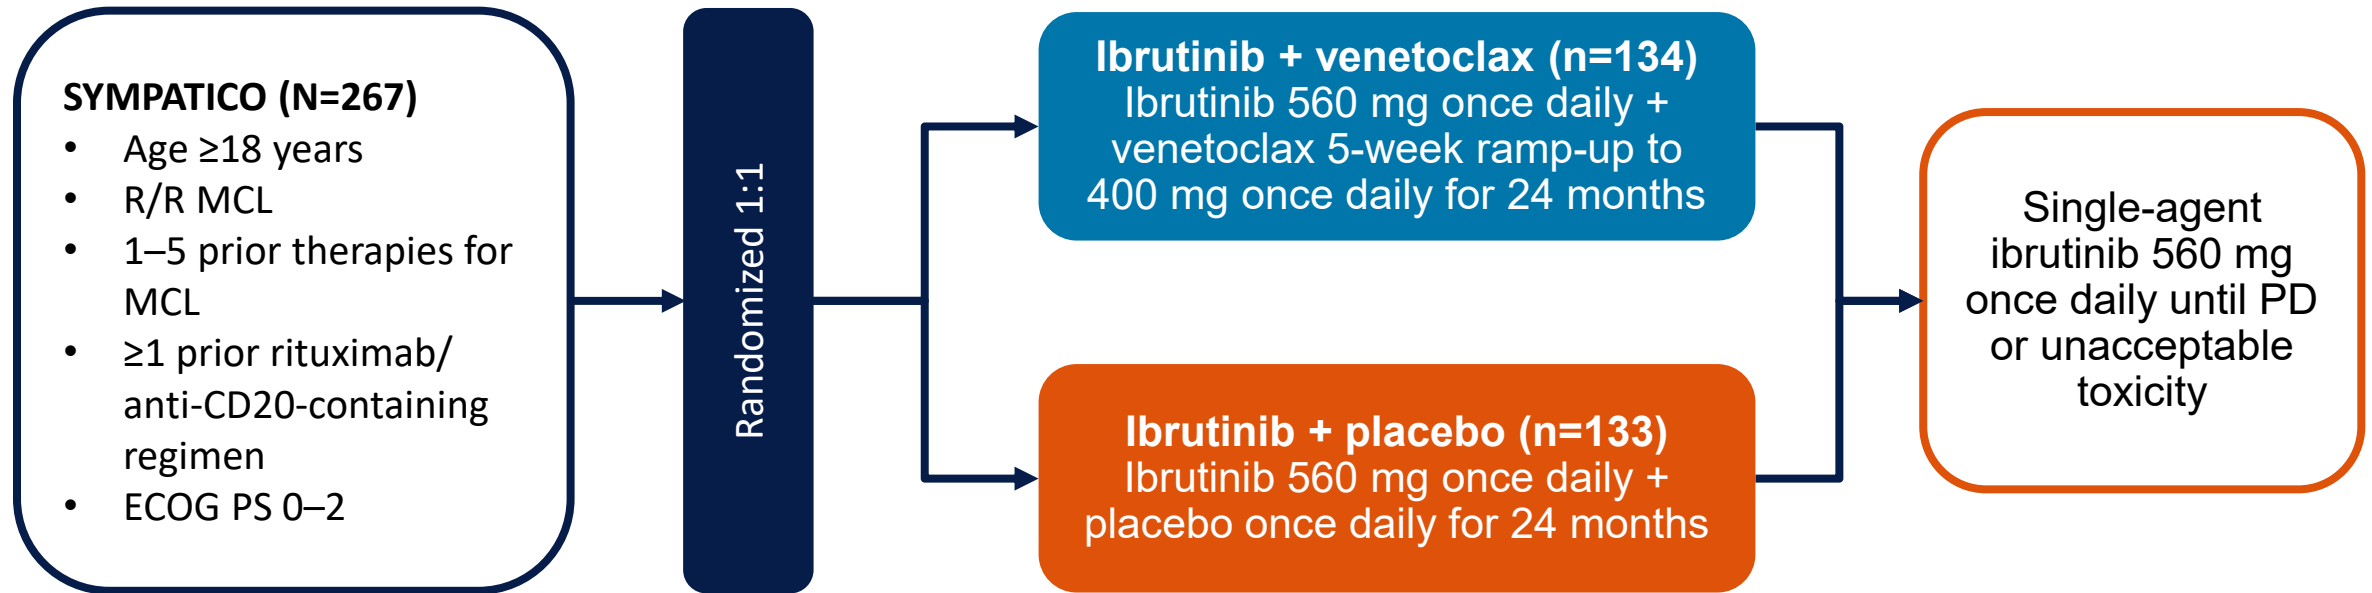 SYMPATICO (N=267)
• Age ≥18 years
• R/R MCL
• 1–5 prior therapies for
MCL
• ≥1 prior rituximab/
anti-CD20-containing
regimen
• ECOG PS 0–2
Randomized 1:1
Ibrutinib + venetoclax (n=134)
Ibrutinib 560 mg once daily +
venetoclax 5-week ramp-up to
400 mg once daily for 24 months
Ibrutinib + placebo (n=133)
Ibrutinib 560 mg once daily +
placebo once daily for 24 months
Single-agent
ibrutinib 560 mg
once daily until PD
or unacceptable
toxicity